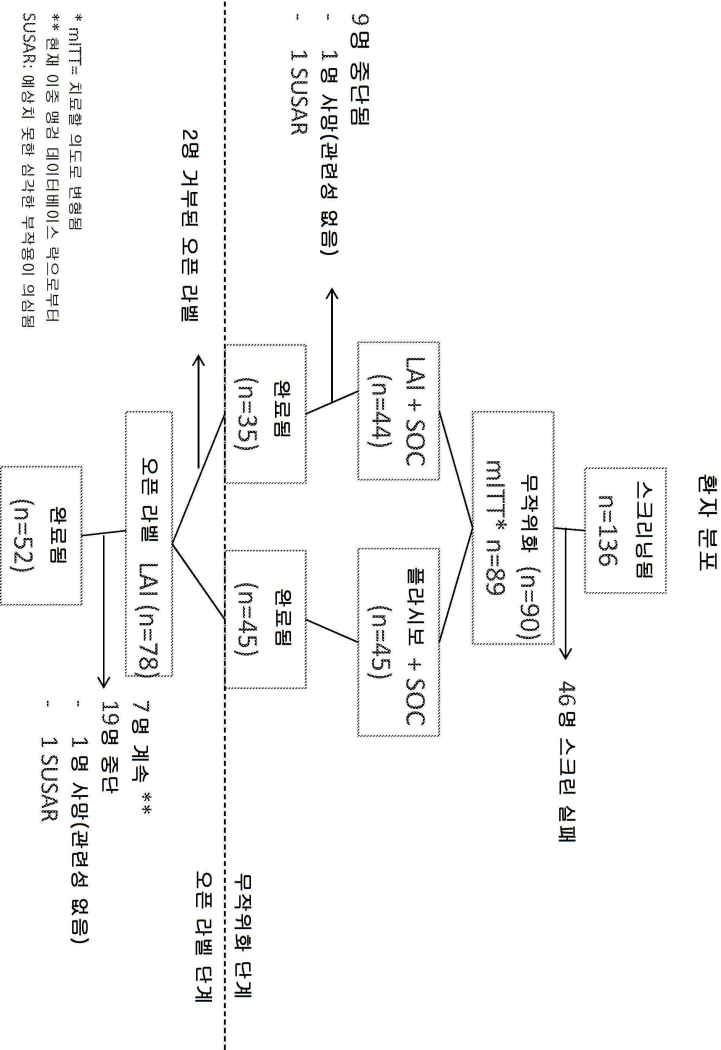 환자 분포
스크리닝됨
n=136
46명 스크린 실패
무작위화 (n=90)
mITT* n=89
LAI + SOC
(n=44)
플라시보 + SOC
(n=45)
9명 중단됨
- 1명 사망(관련성 없음)
- 1 SUSAR
완료됨
(n=35)
완료됨
(n=45)
무작위화 단계
오픈 라벨 단계
2명 거부된 오픈 라벨
오픈 라벨 LAI (n=78)
7명 계속 **
19명 중단
- 1명 사망(관련성 없음)
- 1 SUSAR
완료됨
(n=52)
* mITT= 치료할 의도로 변형됨
** 현재 이중 맹검 데이터베이스 락으로부터
SUSAR: 예상치 못한 심각한 부작용이 의심됨